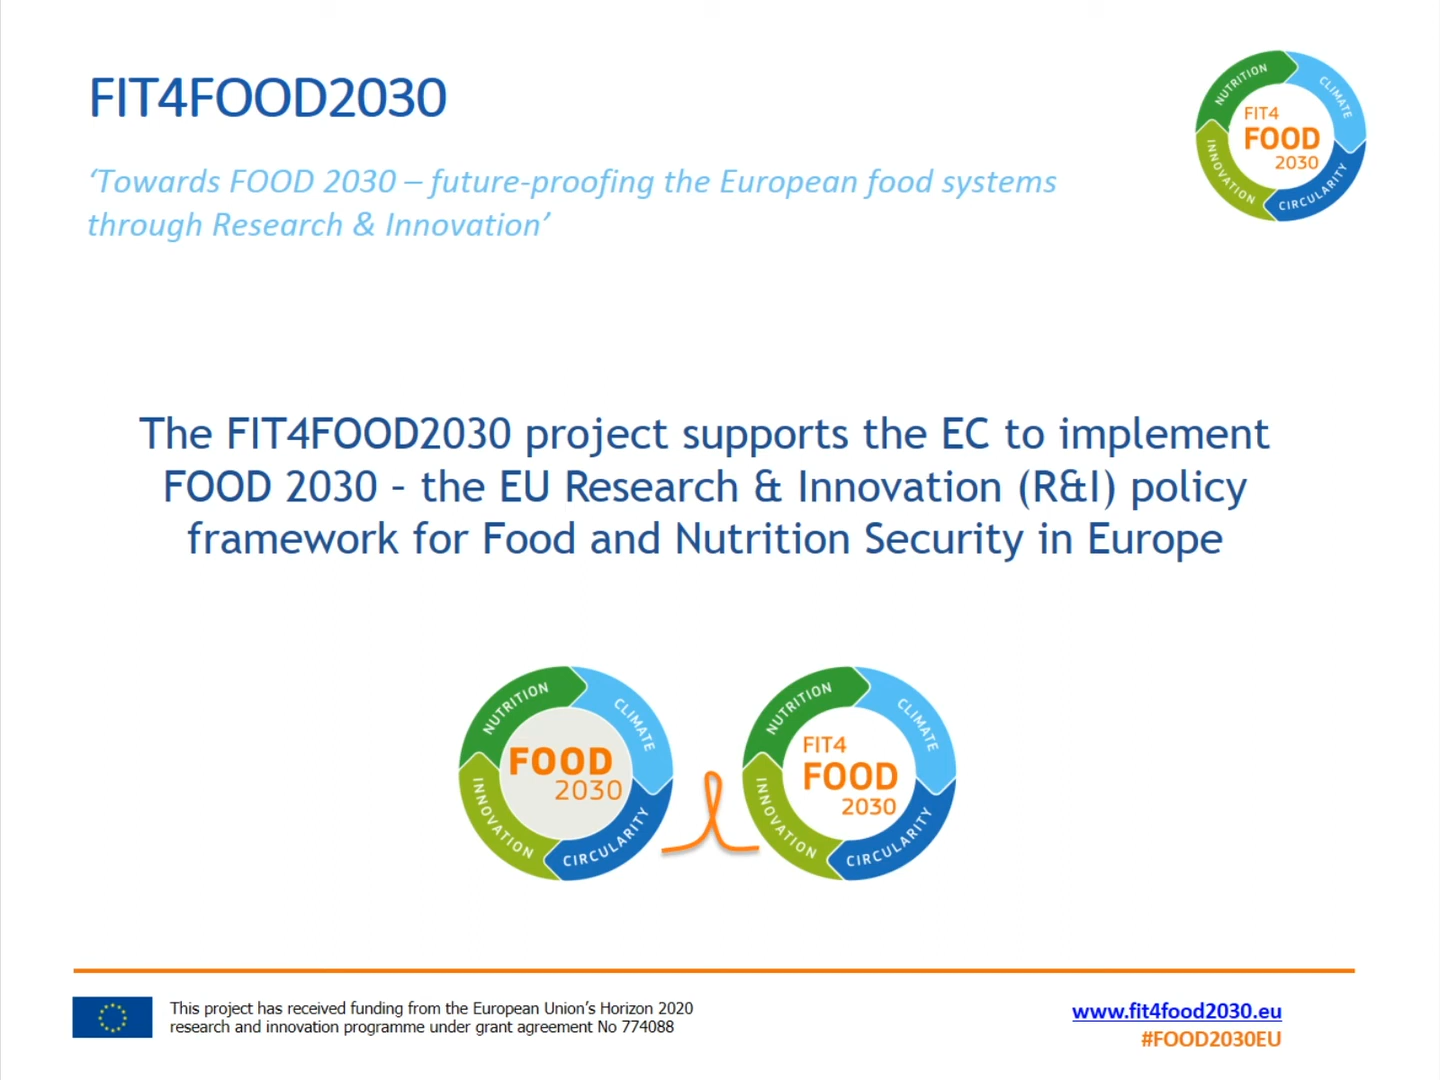 FIT4FOOD2030
‘Towards FOOD 2030 – future-proofing the European food systems
through Research & Innovation’
NUTRITION
CLIMATE
CIRCULARITY
INNOVATION
FIT4
FOOD
2030
The FIT4FOOD2030 project supports the EC to implement
FOOD 2030 – the EU Research & Innovation (R&I) policy
framework for Food and Nutrition Security in Europe
NUTRITION
CLIMATE
CIRCULARITY
INNOVATION
FOOD
2030
NUTRITION
CLIMATE
CIRCULARITY
INNOVATION
FIT4
FOOD
2030
This project has received funding from the European Union’s Horizon 2020
research and innovation programme under grant agreement No 774088
www.fit4food2030.eu
#FOOD2030EU